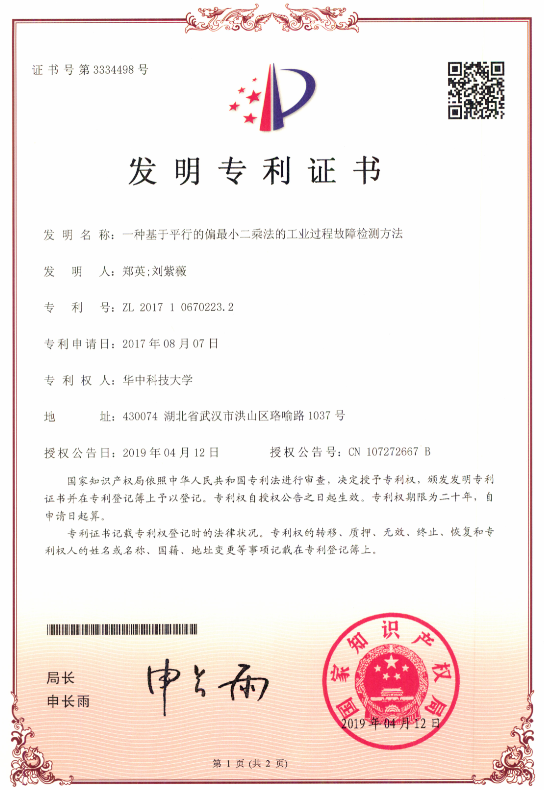 证书号第3334498号
发明专利证书
发明名称：一种基于平行的偏最小二乘法的工业过程故障检测方法
发明人：郑英;刘紫薇
专利号：ZL 2017 1 0670223.2
专利申请日：2017年08月07日
专利权人：华中科技大学
地址：430074 湖北省武汉市洪山区珞喻路1037号
授权公告日：2019年04月12日 授权公告号：CN 107272667 B
国家知识产权局依照中华人民共和国专利法进行审查，决定授予专利权，颁发发明专利
证书并在专利登记簿上予以登记。专利权自授权公告之日起生效。专利权期限为二十年，自
申请日起算。
专利证书记载专利权登记时的法律状况。专利权的转移、质押、无效、终止、恢复和专
利权人的姓名或名称、国籍、地址变更等事项记载在专利登记簿上。
局长
申长雨
申长雨
国家知识产权局
2019年04月12日
第1页(共2页)